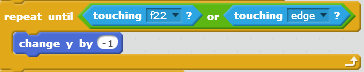 repeat until touching f22 ? or touching edge ?
change y by -1